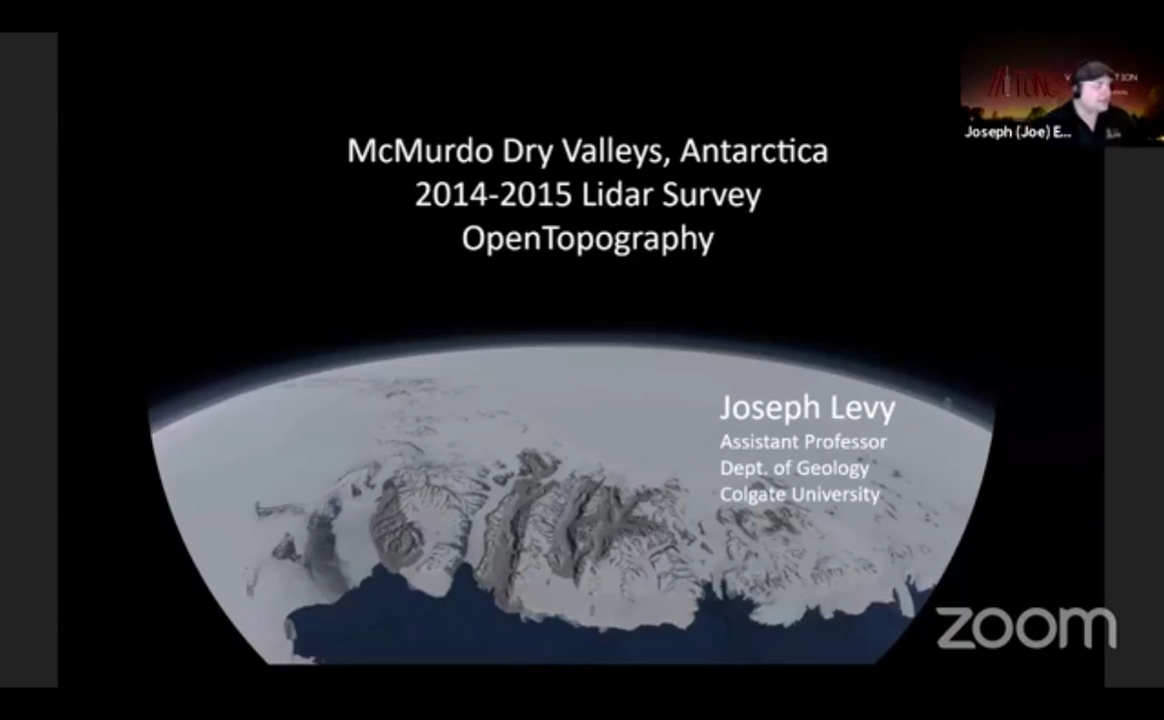 McMurdo Dry Valleys, Antarctica
2014-2015 Lidar Survey
OpenTopography
Joseph (Joe) E...
Joseph Levy
Assistant Professor
Dept. of Geology
Colgate University
zoom